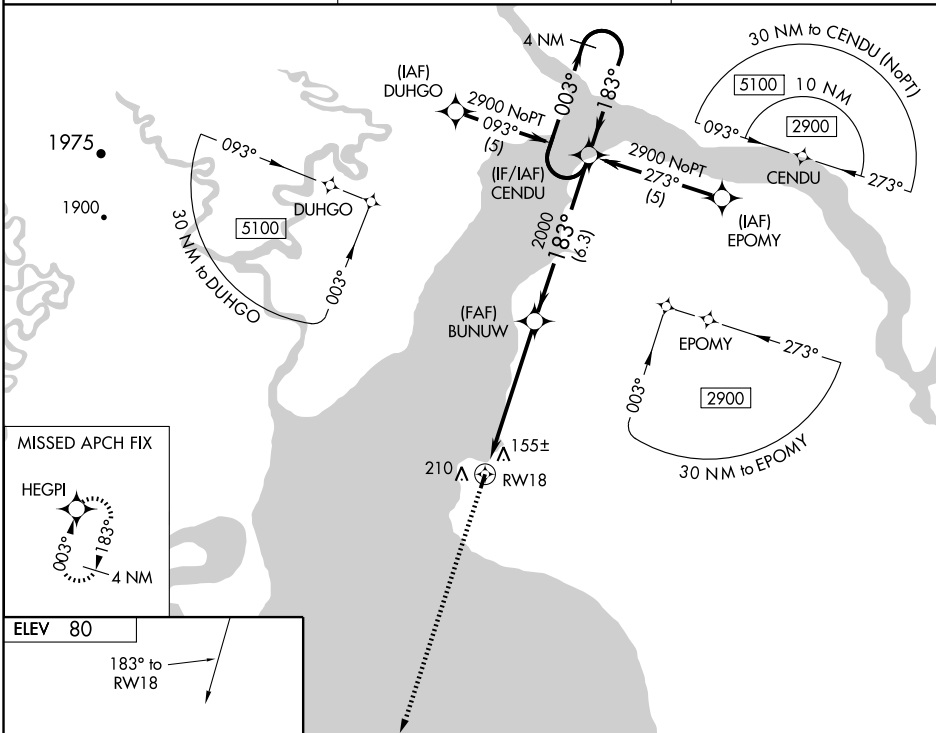 4 NM
30 NM to CENDU (NoPT)
(IAF)
DUHGO
003°
183°
5100
10 NM
2900 NoPT
093°
(5)
093°
2900
1975
093°
2900 NoPT
273°
(5)
CENDU
273°
(IF/IAF)
CENDU
DUHGO
1900
(IAF)
EPOMY
5100
2000
183°
(6.3)
30 NM to DUHGO
003°
(FAF)
BUNUW
EPOMY
273°
003°
2900
MISSED APCH FIX
155±
210
RW18
30 NM to EPOMY
HEGPI
003°
183°
4 NM
ELEV 80
183° to
RW18